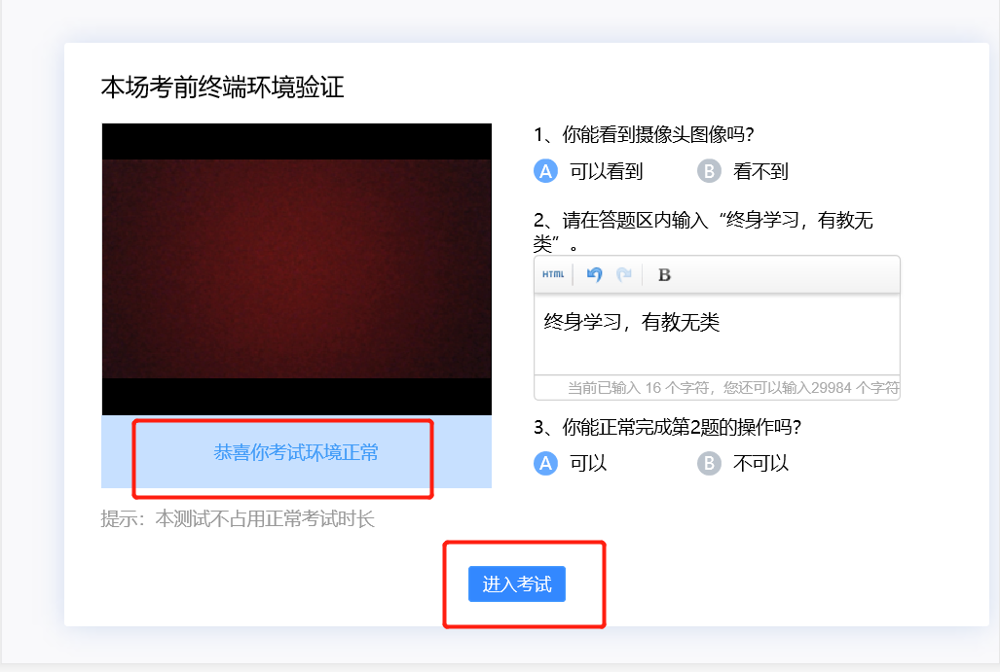 本场考前终端环境验证
1、你能看到摄像头图像吗?
A 可以看到 B 看不到
2、请在答题区内输入“终身学习，有教无
类”。
HTML B
终身学习，有教无类
当前已输入 16 个字符，您还可以输入29984 个字符
3、你能正常完成第2题的操作吗?
A 可以 B 不可以
恭喜你考试环境正常
提示：本测试不占用正常考试时长
进入考试